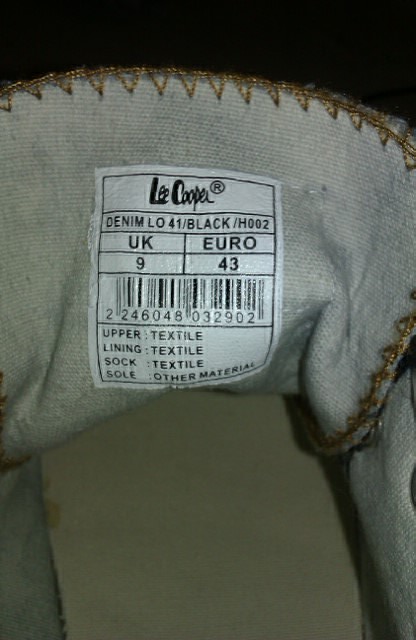 Lee Cooper®
DENIM LO 41/BLACK/H002
UK EURO
9 43
2 246048 032902
UPPER : TEXTILE
LINING : TEXTILE
SOCK : TEXTILE
SOLE : OTHER MATERIAL